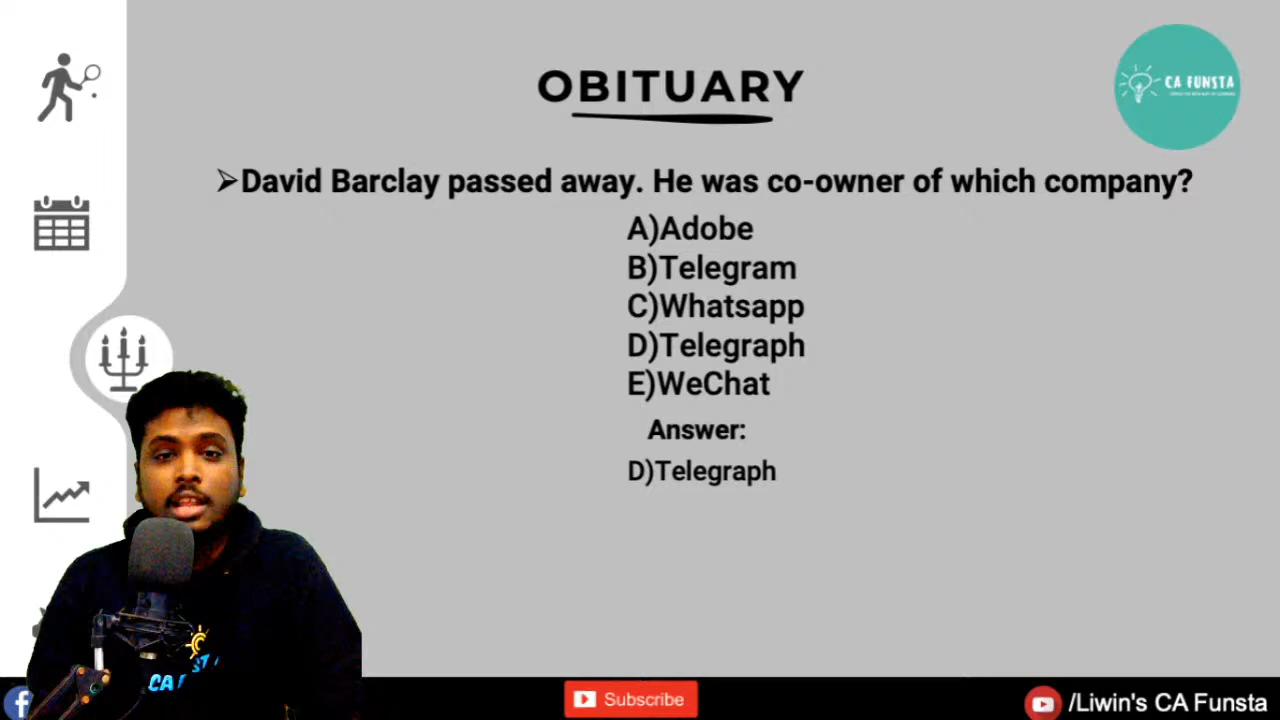 OBITUARY
CA FUNSTA
➢David Barclay passed away. He was co-owner of which company?
A)Adobe
B)Telegram
C)Whatsapp
D)Telegraph
E)WeChat
Answer:
D)Telegraph
CA
Subscribe
/Liwin's CA Funsta